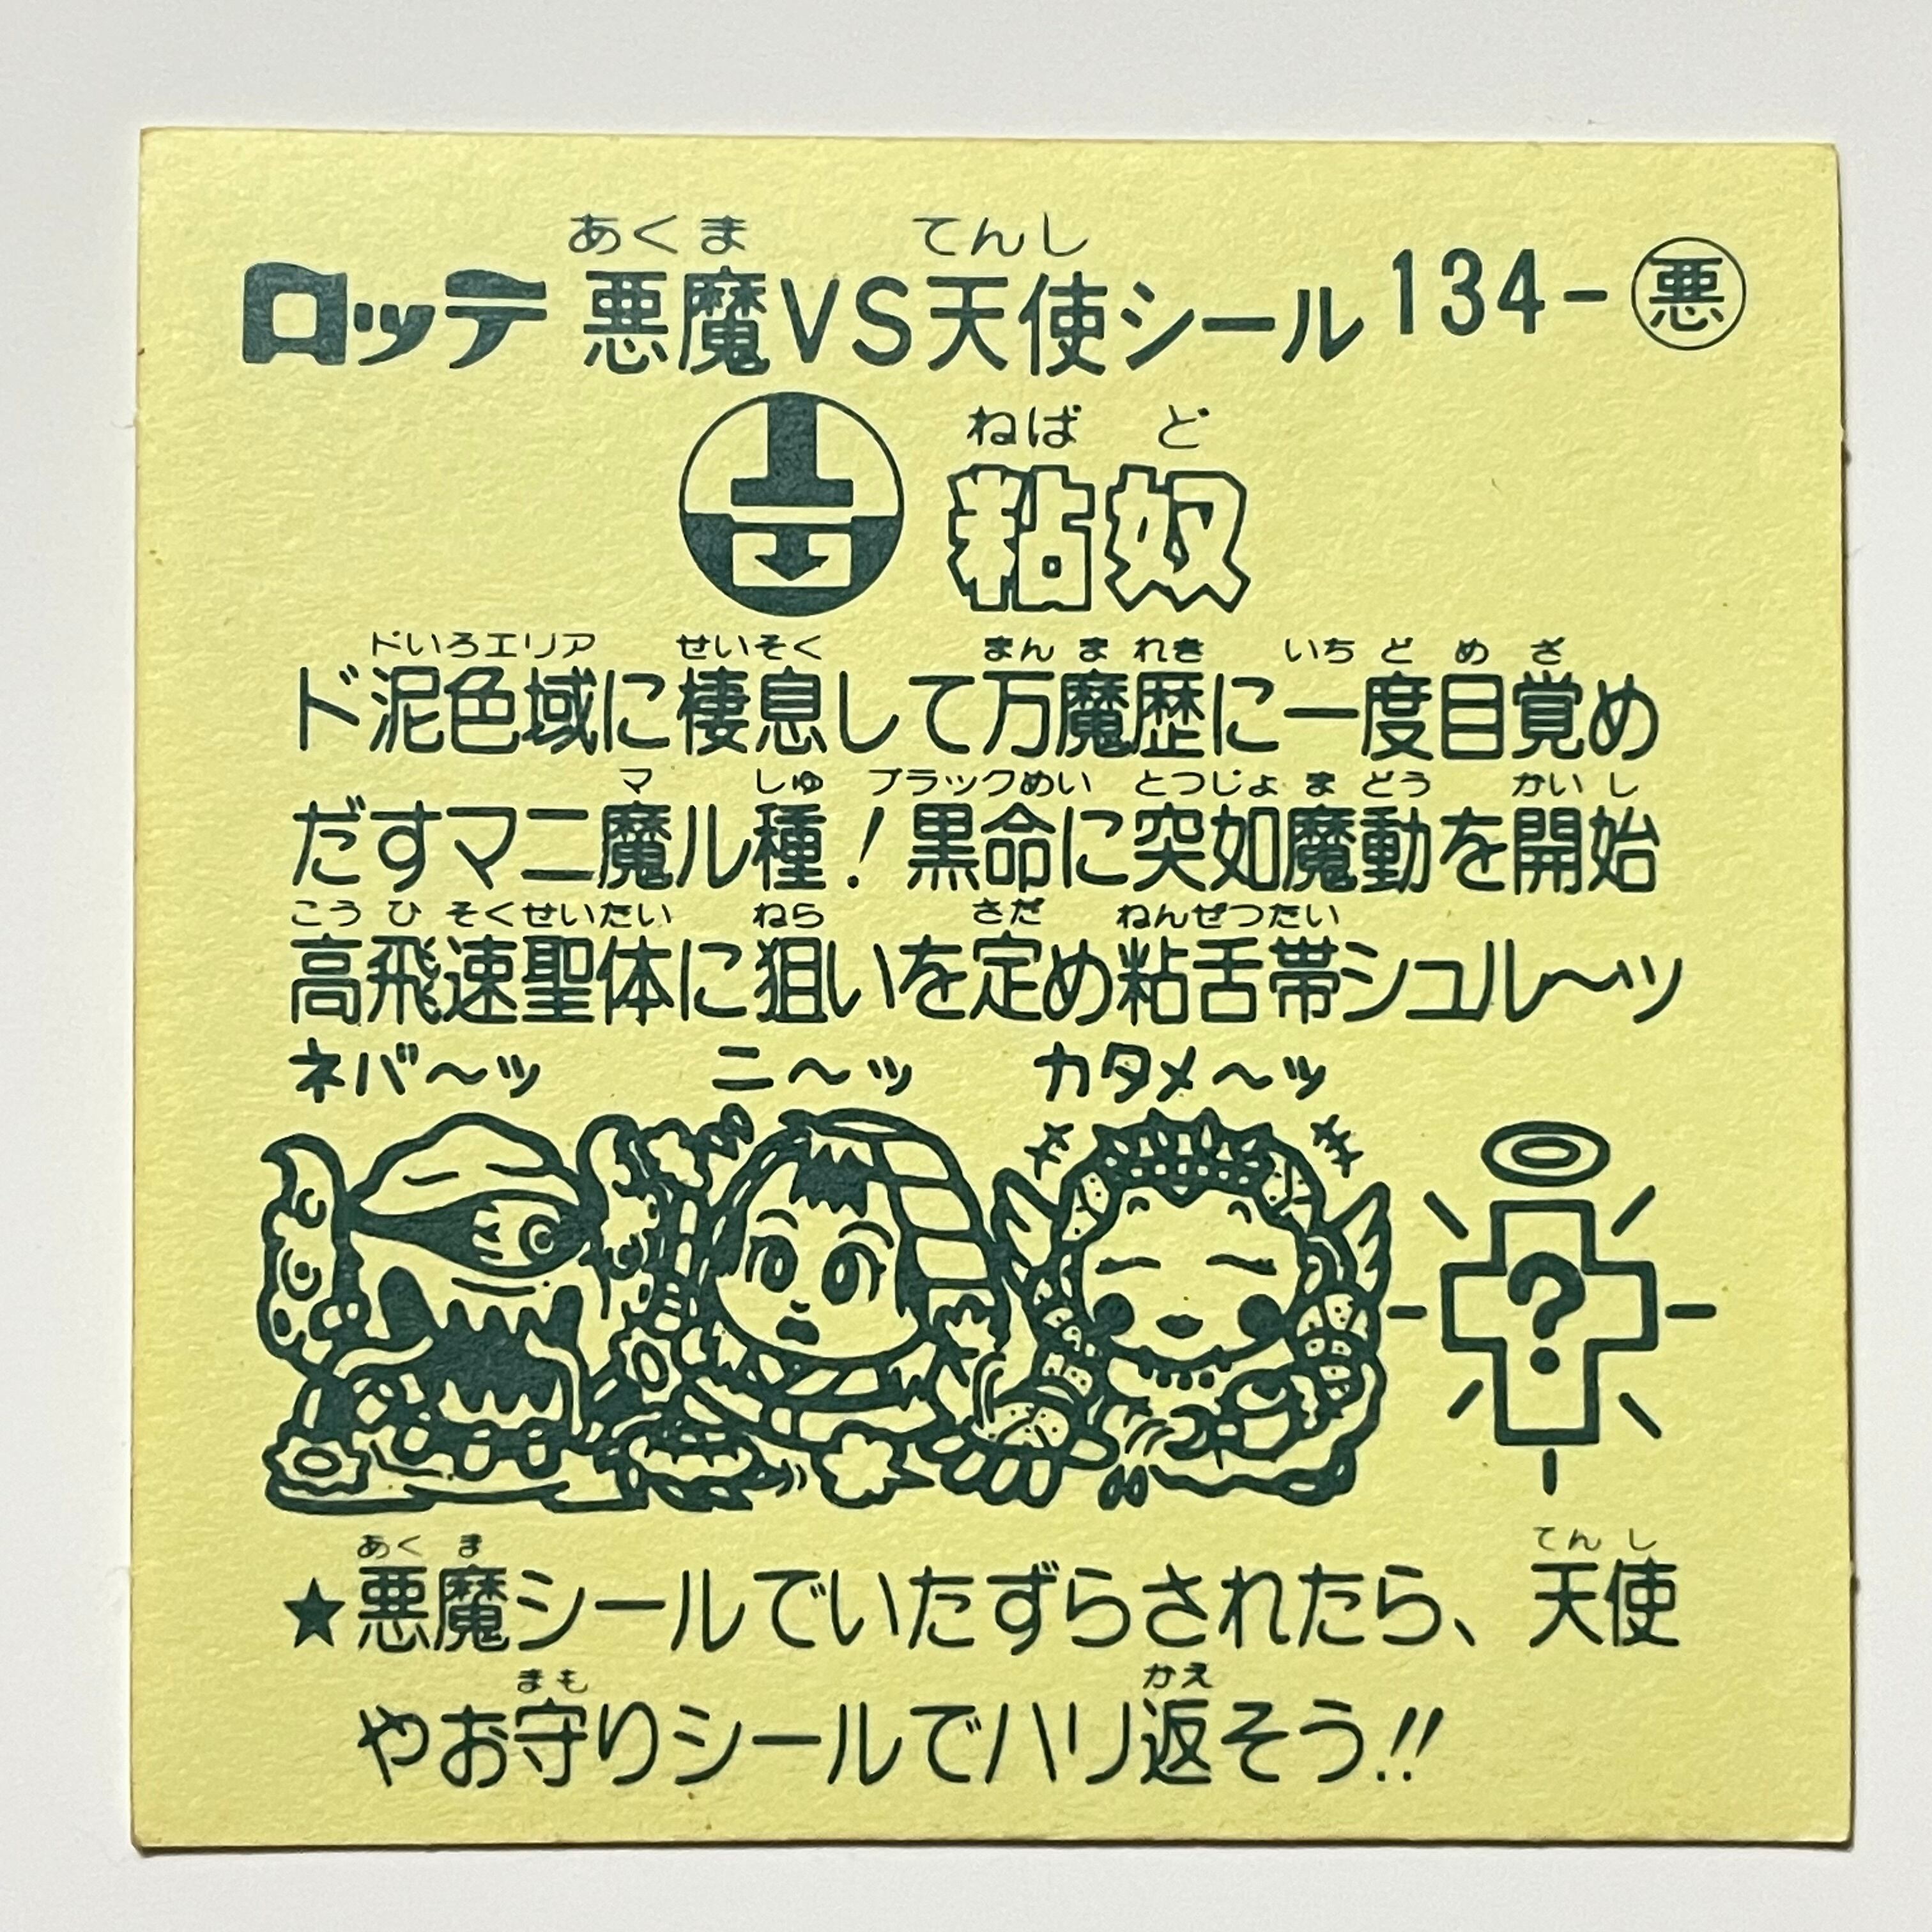 あくま てんし
ロッテ 悪魔VS天使シール 134-悪
ねば ど
粘奴
ドいろエリア せいそく まん ま れき いち ど め ざ
ド泥色域に棲息して万魔歴に一度目覚め
マ しゅ ブラックめい とつじょ ま どう かい し
だすマニ魔ル種!黒命に突如魔動を開始
こう ひ そくせいたい ねら さだ ねんぜつたい
高飛速聖体に狙いを定め粘舌帯シュル〜ッ
ネバ〜ッ ニ〜ッ カタメ〜ッ
?
あく ま てん し
★悪魔シールでいたずらされたら、天使
まも かえ
やお守りシールでハリ返そう!!